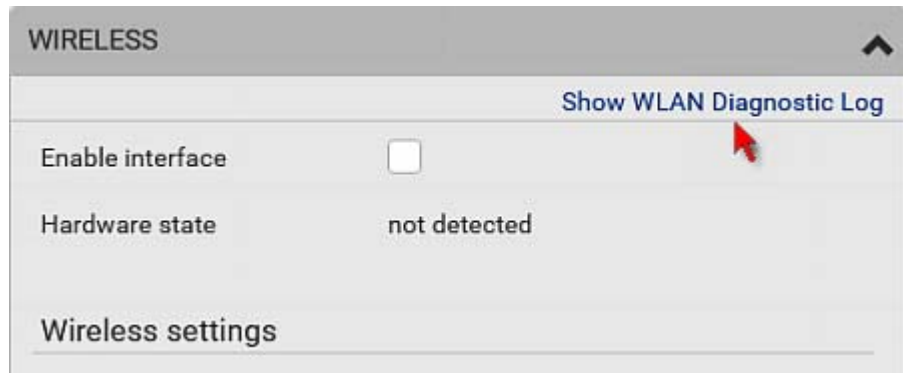 WIRELESS
Show WLAN Diagnostic Log
Enable interface
Hardware state not detected
Wireless settings